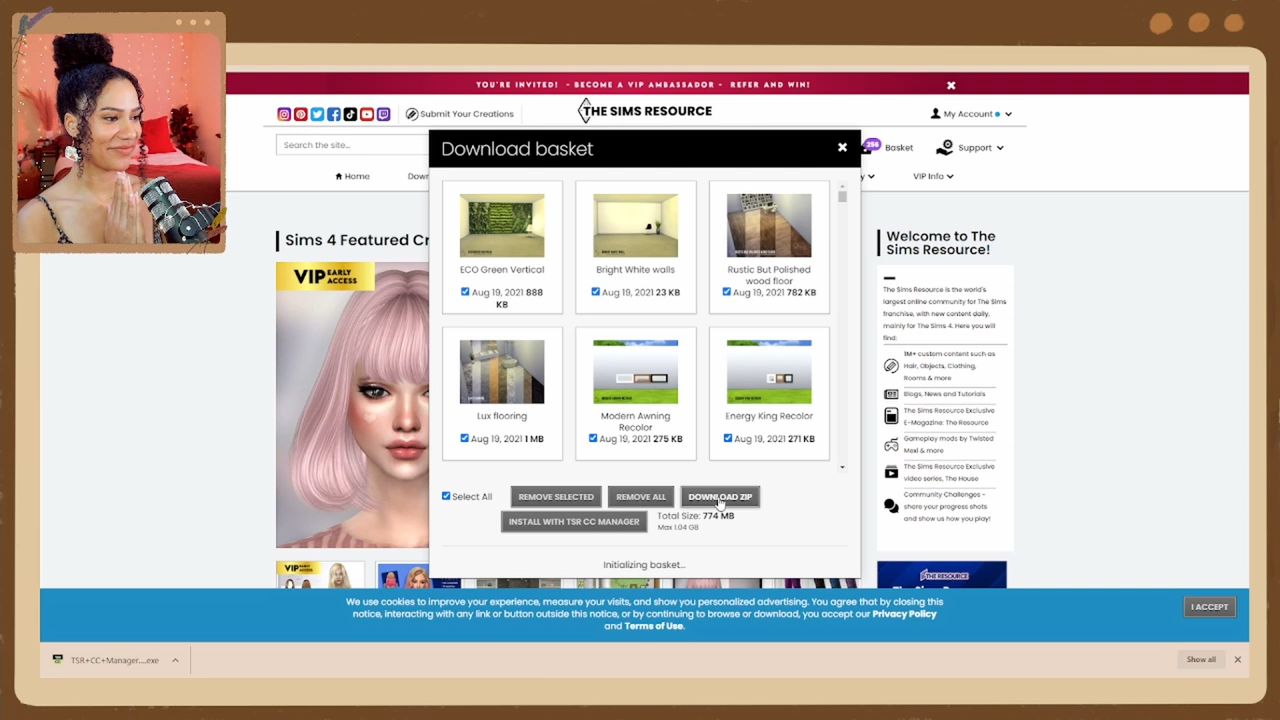 YOU'RE INVITED! - BECOME A VIP AMBASSADOR - REFER AND WIN!
Submit Your Creations
THE SIMS RESOURCE
My Account
Search the site...
256
Basket
Support
Home
VIP Info
Download basket
ECO Green Vertical
Aug 19, 2021 888
KB
Bright White walls
Aug 19, 2021 23 KB
Rustic But Polished
wood floor
Aug 19, 2021 782 KB
Lux flooring
Aug 19, 2021 1 MB
Modern Awning
Recolor
Aug 19, 2021 275 KB
Energy King Recolor
Aug 19, 2021 271 KB
Select All
REMOVE SELECTED
REMOVE ALL
DOWNLOAD ZIP
INSTALL WITH TSR CC MANAGER
Total Size: 774 MB
Max 1.04 GB
Initializing basket...
Sims 4 Featured Cr
VIP EARLY
ACCESS
VIP
Welcome to The
Sims Resource!
The Sims Resource is the world's
largest online community for The Sims
franchise, with new content daily,
mainly for The Sims 4. Here you will
find:
1M+ custom content such as
Hair, Objects, Clothing,
Rooms & more
Blogs, News and Tutorials
The Sims Resource Exclusive
E-Magazine: The Resource
Gameplay mods by Twisted
Mexi & more
The Sims Resource Exclusive
video series, The House
Community Challenges -
share your progress shots
and show us how you play!
THE RESOURCE
We use cookies to improve your experience, measure your visits, and show you personalized advertising. You agree that by closing this
notice, interacting with any link or button outside this notice, or by continuing to browse or download, you accept our Privacy Policy
and Terms of Use.
I ACCEPT
TSR+CC+Manager....exe
Show all